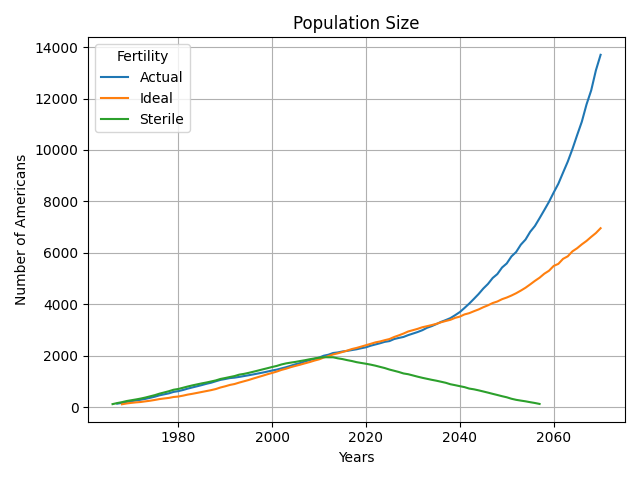 Population Size
Fertility
Actual
Ideal
Sterile
Number of Americans
14000
12000
10000
8000
6000
4000
2000
0
1980
2000
2020
2040
2060
Years